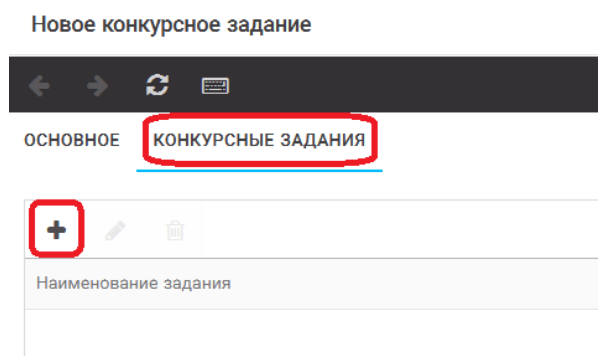 Новое конкурсное задание
ОСНОВНОЕ КОНКУРСНЫЕ ЗАДАНИЯ
Наименование задания